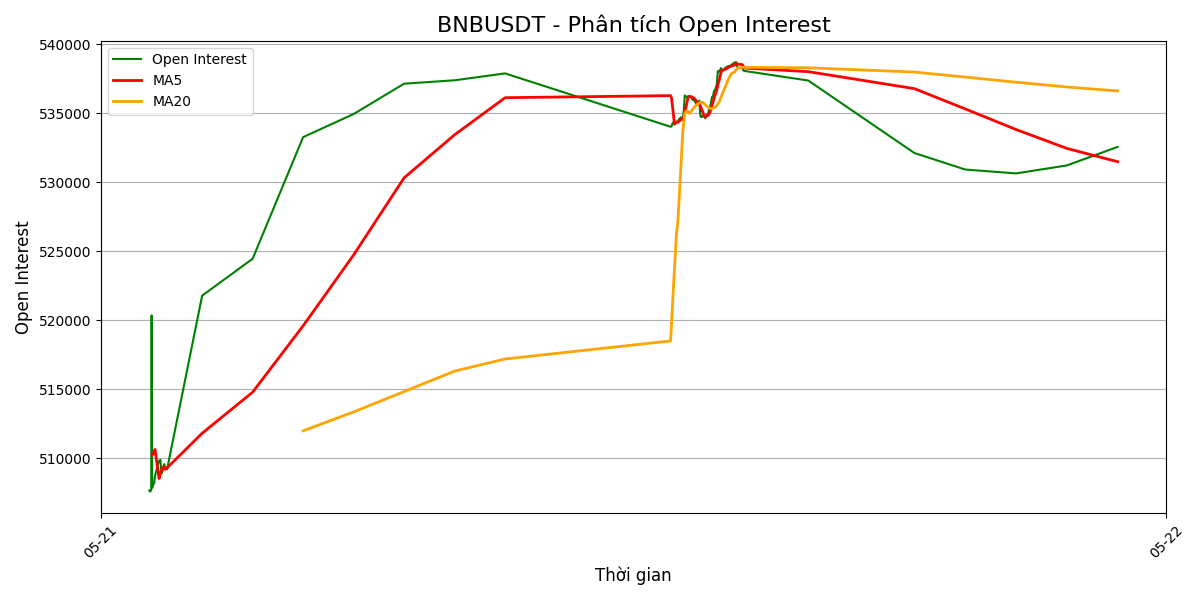 BNBUSDT - Phân tích Open Interest
Open Interest
MA5
MA20
540000
535000
530000
525000
520000
515000
510000
Open Interest
05-21
05-22
Thời gian